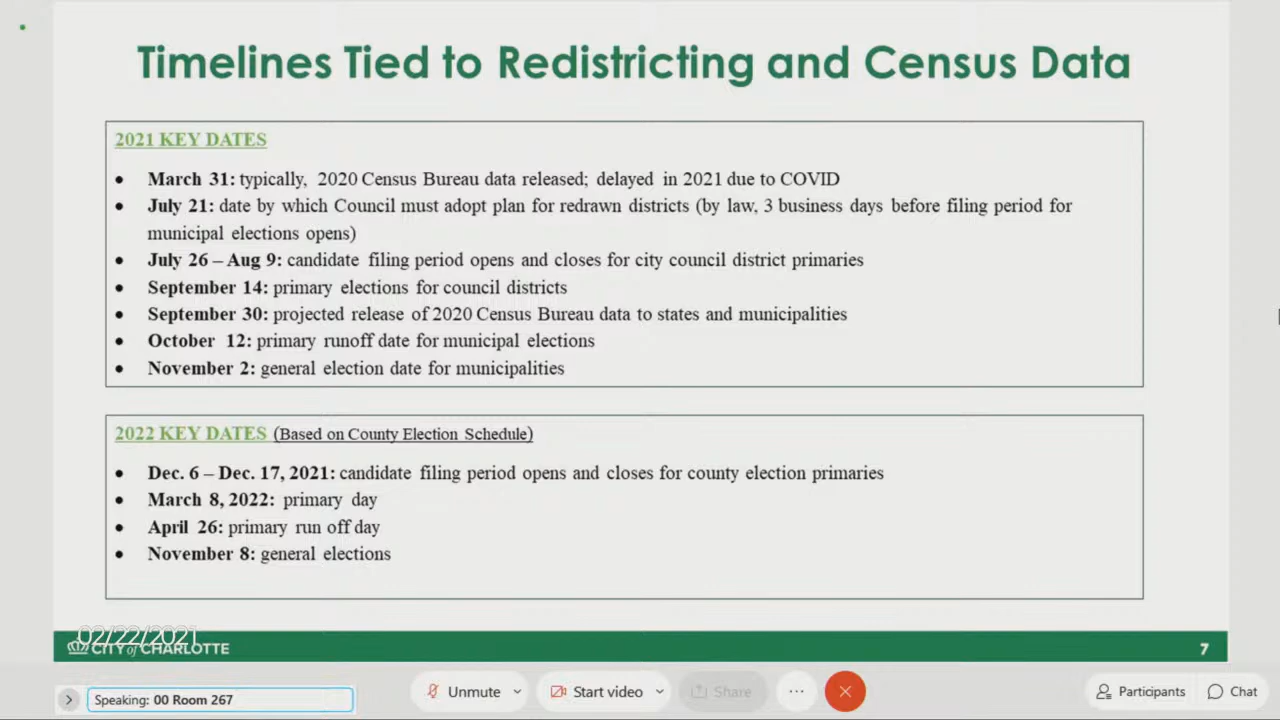 Timelines Tied to Redistricting and Census Data
2021 KEY DATES
• March 31: typically, 2020 Census Bureau data released; delayed in 2021 due to COVID
• July 21: date by which Council must adopt plan for redrawn districts (by law, 3 business days before filing period for
municipal elections opens)
• July 26 – Aug 9: candidate filing period opens and closes for city council district primaries
• September 14: primary elections for council districts
• September 30: projected release of 2020 Census Bureau data to states and municipalities
• October 12: primary runoff date for municipal elections
• November 2: general election date for municipalities
2022 KEY DATES (Based on County Election Schedule)
• Dec. 6 – Dec. 17, 2021: candidate filing period opens and closes for county election primaries
• March 8, 2022: primary day
• April 26: primary run off day
• November 8: general elections
02/22/2021
CITY of CHARLOTTE
7
Speaking: 00 Room 267
Unmute
Start video
Share
Participants
Chat